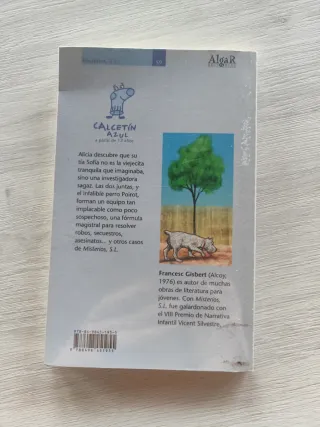 Misterios, S.L.
AlgaR
CALCETÍN
AZUL
a partir de 10 años
Alicia descubre que su
tía Sofía no es la viejecita
tranquila que imaginaba,
sino una investigadora
sagaz. Las dos juntas, y
el infalible perro Poirot,
forman un equipo tan
implacable como poco
sospechoso, una fórmula
magistral para resolver
robos, secuestros,
asesinatos... y otros casos
de Misterios, S.L.
Francesc Gisbert (Alcoy,
1976) es autor de muchas
obras de literatura para
jóvenes. Con Misterios,
S.L. fue galardonado con
el VIII Premio de Narrativa
Infantil Vicent Silvestre.